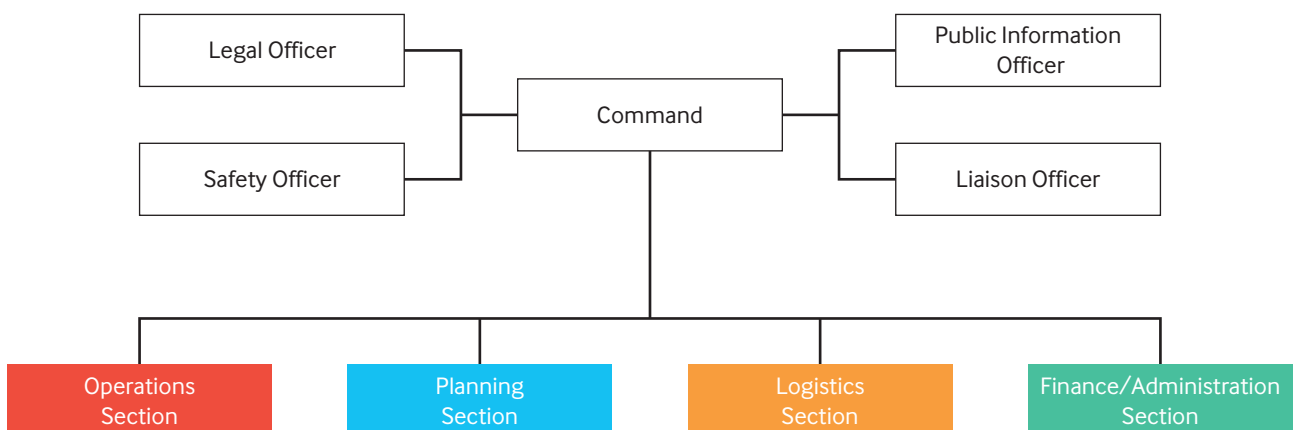 Legal Officer
Public Information
Officer
Command
Safety Officer
Liaison Officer
Operations
Section
Planning
Section
Logistics
Section
Finance/Administration
Section